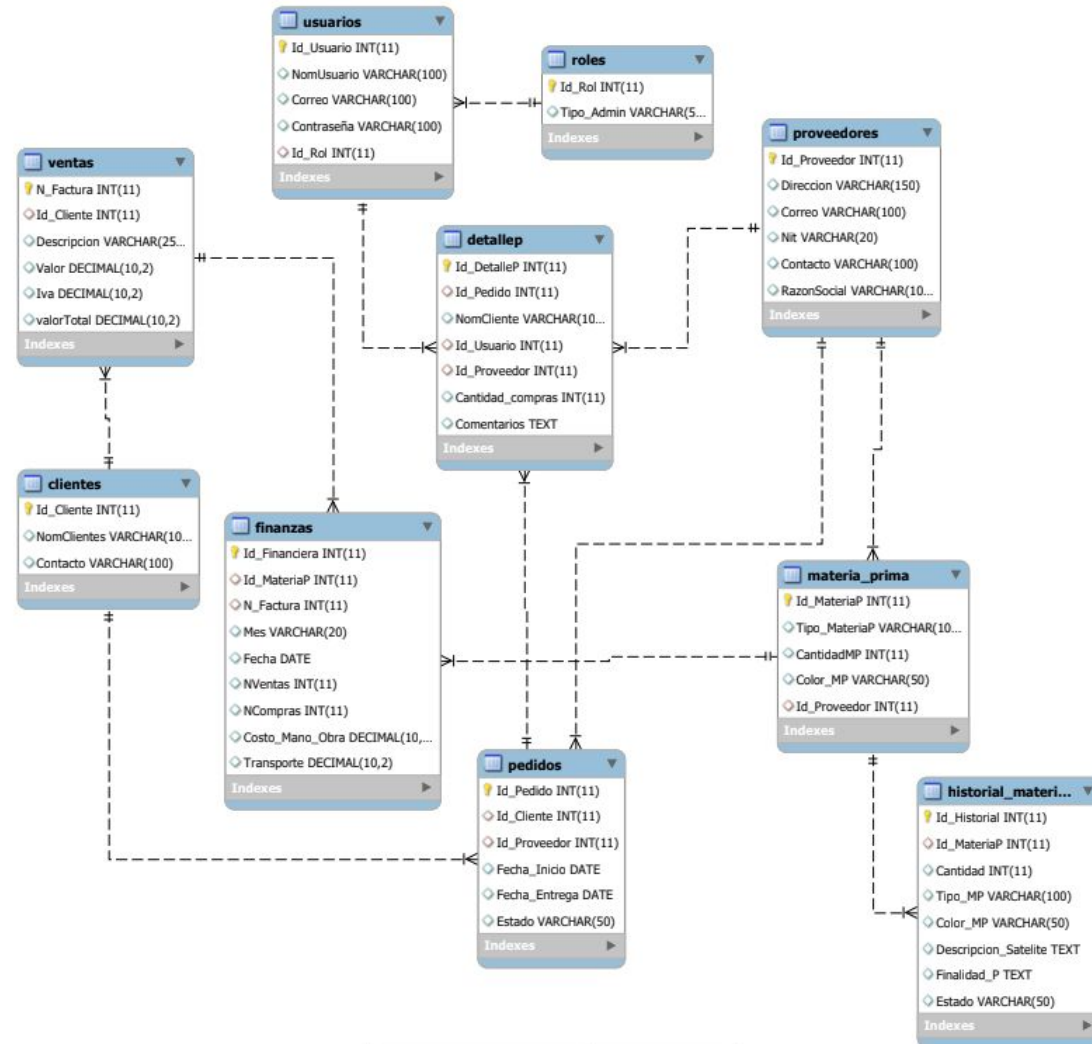 usuarios
Id_Usuario INT(11)
NomUsuario VARCHAR(100)
Correo VARCHAR(100)
Contraseña VARCHAR(100)
Id_Rol INT(11)
Indexes
roles
Id_Rol INT(11)
Tipo_Admin VARCHAR(5...
Indexes
proveedores
Id_Proveedor INT(11)
Direccion VARCHAR(150)
Correo VARCHAR(100)
Nit VARCHAR(20)
Contacto VARCHAR(100)
RazonSocial VARCHAR(10...
Indexes
ventas
N_Factura INT(11)
Id_Cliente INT(11)
Descripcion VARCHAR(25...
Valor DECIMAL(10,2)
Iva DECIMAL(10,2)
valorTotal DECIMAL(10,2)
Indexes
detallep
Id_DetalleP INT(11)
Id_Pedido INT(11)
NomCliente VARCHAR(10...
Id_Usuario INT(11)
Id_Proveedor INT(11)
Cantidad_compras INT(11)
Comentarios TEXT
Indexes
clientes
Id_Cliente INT(11)
NomClientes VARCHAR(10...
Contacto VARCHAR(100)
Indexes
finanzas
Id_Financiera INT(11)
Id_MateriaP INT(11)
N_Factura INT(11)
Mes VARCHAR(20)
Fecha DATE
NVentas INT(11)
NCompras INT(11)
Costo_Mano_Obra DECIMAL(10,...
Transporte DECIMAL(10,2)
Indexes
materia_prima
Id_MateriaP INT(11)
Tipo_MateriaP VARCHAR(10...
CantidadMP INT(11)
Color_MP VARCHAR(50)
Id_Proveedor INT(11)
Indexes
pedidos
Id_Pedido INT(11)
Id_Cliente INT(11)
Id_Proveedor INT(11)
Fecha_Inicio DATE
Fecha_Entrega DATE
Estado VARCHAR(50)
Indexes
historial_materi...
Id_Historial INT(11)
Id_MateriaP INT(11)
Cantidad INT(11)
Tipo_MP VARCHAR(100)
Color_MP VARCHAR(50)
Descripcion_Satelite TEXT
Finalidad_P TEXT
Estado VARCHAR(50)
Indexes